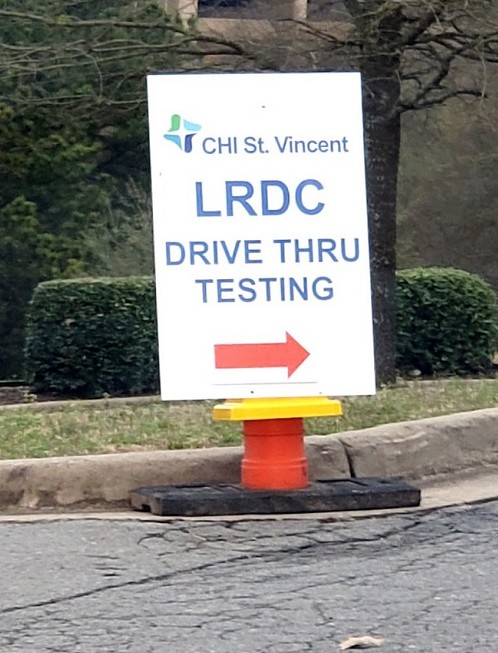 CHI St. Vincent
LRDC
DRIVE THRU
TESTING